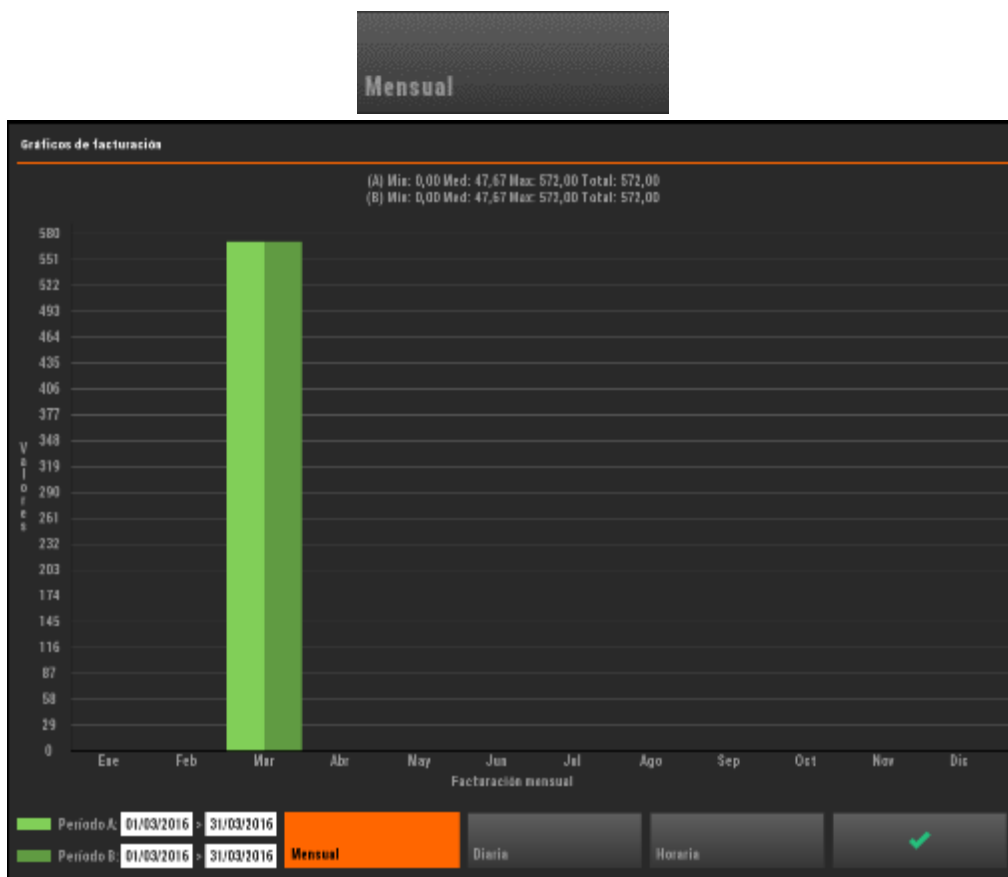 Mensual
Gráficos de facturación
(A) Min: 0,00 Med: 47,67 Max: 572,00 Total: 572,00
(B) Min: 0,00 Med: 47,67 Max: 572,00 Total: 572,00
580
551
522
493
464
435
406
377
348
319
290
261
232
203
174
145
116
87
58
29
0
Valores
Ene Feb Mar Abr May Jun Jul Ago Sep Oct Nov Dic
Facturación mensual
Período A: 01/03/2016 > 31/03/2016
Período B: 01/03/2016 > 31/03/2016
Mensual Diaria Horaria